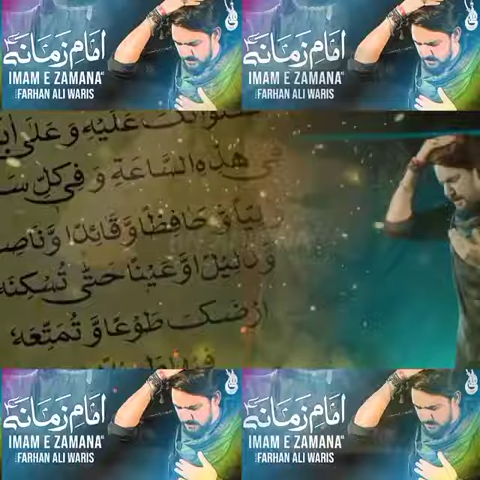 امام زمانہ
IMAM E ZAMANA
FARHAN ALI WARIS
امام زمانہ
IMAM E ZAMANA
FARHAN ALI WARIS
عَلَيْهِ وَعَلَى
فِي هٰذِهِ السَّاعَةِ وَفِي كُلِّ
وَحَافِظًا وَّقَائِدًا وَّنَاصِ
وَدَلِيْلًا وَّعَيْنًا حَتّٰى تُسْكِنَهُ
اَرْضَكَ طَوْعًا وَّتُمَتِّعَهُ
امام زمانہ
IMAM E ZAMANA
FARHAN ALI WARIS
امام زمانہ
IMAM E ZAMANA
FARHAN ALI WARIS